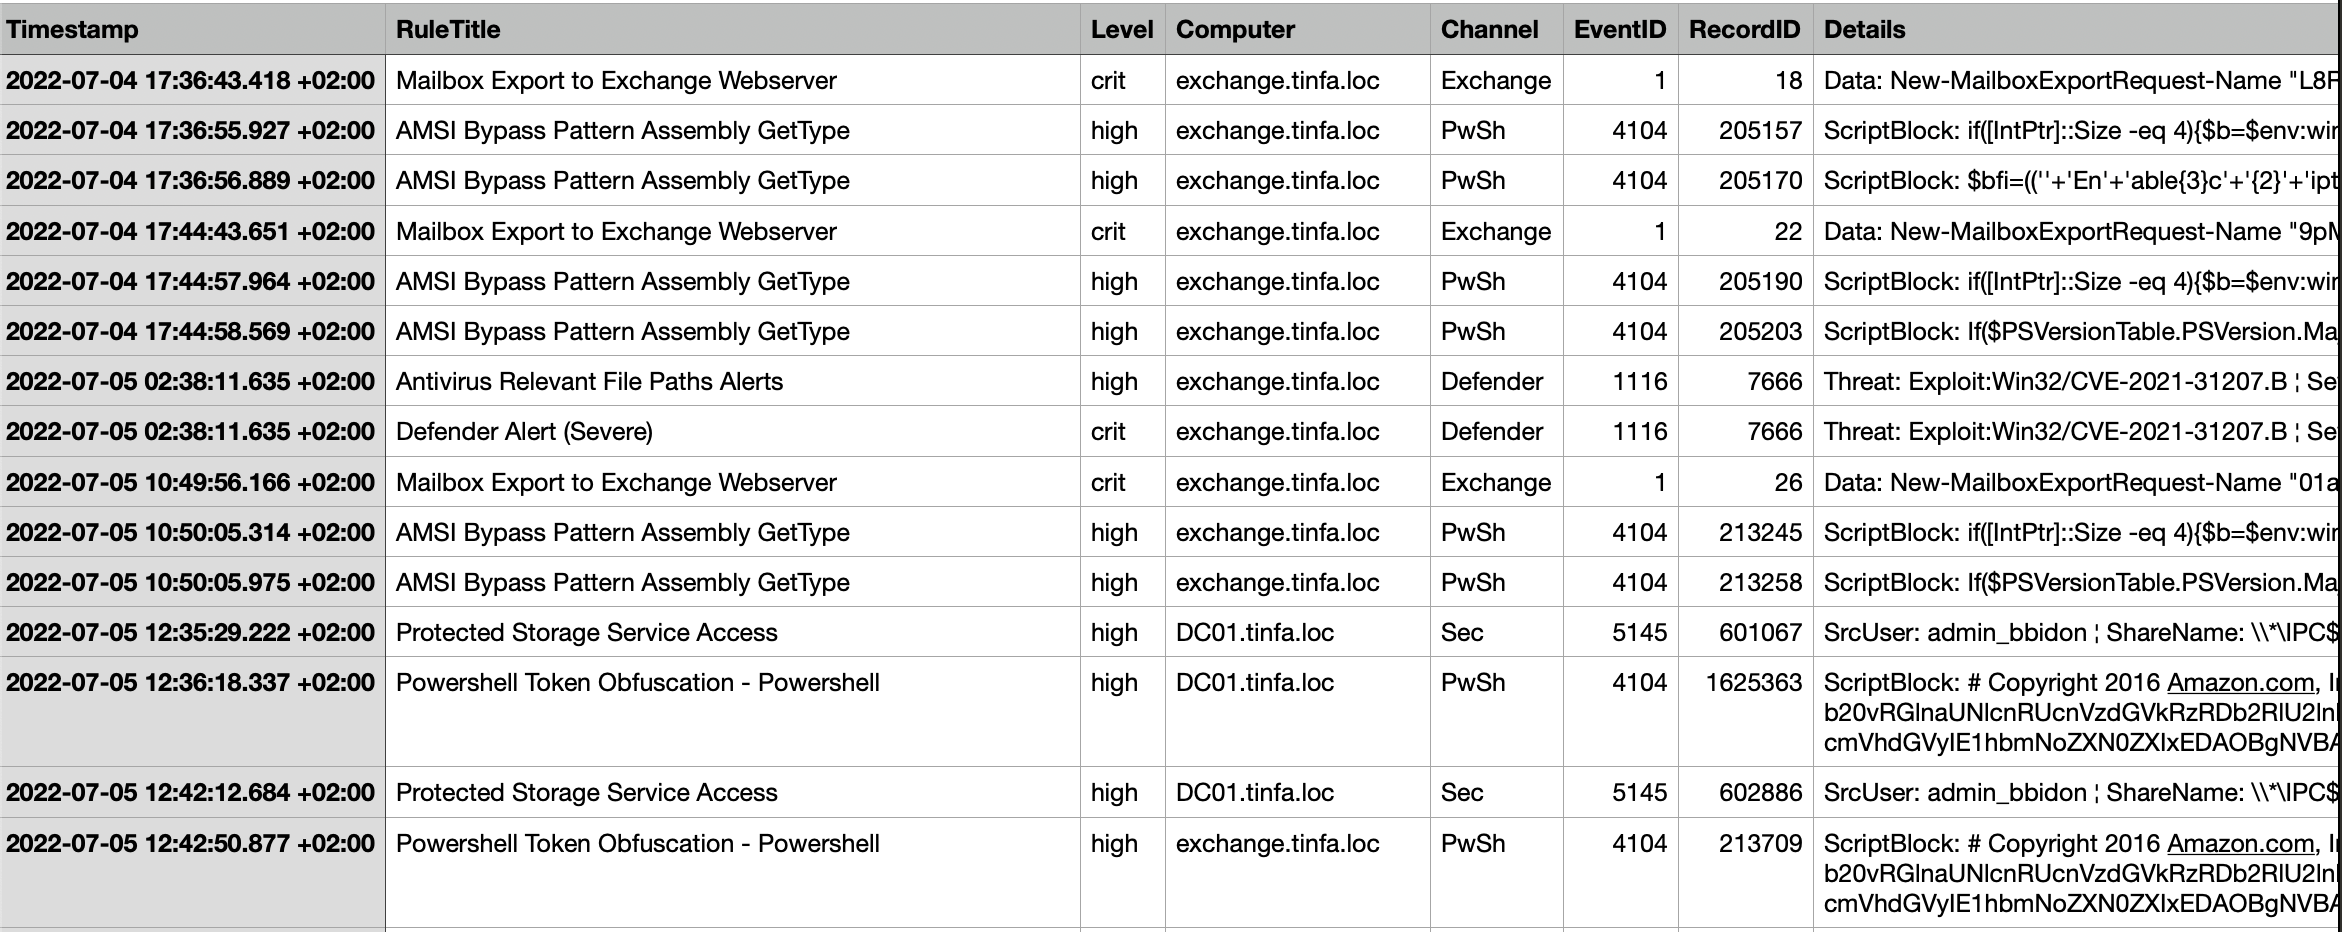 Timestamp RuleTitle Level Computer Channel EventID RecordID Details
2022-07-04 17:36:43.418 +02:00 Mailbox Export to Exchange Webserver crit exchange.tinfa.loc Exchange 1 18 Data: New-MailboxExportRequest-Name "L8F
2022-07-04 17:36:55.927 +02:00 AMSI Bypass Pattern Assembly GetType high exchange.tinfa.loc PwSh 4104 205157 ScriptBlock: if([IntPtr]::Size -eq 4){$b=$env:wir
2022-07-04 17:36:56.889 +02:00 AMSI Bypass Pattern Assembly GetType high exchange.tinfa.loc PwSh 4104 205170 ScriptBlock: $bfi=((''+'En'+'able{3}c'+'{2}'+'ipt
2022-07-04 17:44:43.651 +02:00 Mailbox Export to Exchange Webserver crit exchange.tinfa.loc Exchange 1 22 Data: New-MailboxExportRequest-Name "9pM
2022-07-04 17:44:57.964 +02:00 AMSI Bypass Pattern Assembly GetType high exchange.tinfa.loc PwSh 4104 205190 ScriptBlock: if([IntPtr]::Size -eq 4){$b=$env:wir
2022-07-04 17:44:58.569 +02:00 AMSI Bypass Pattern Assembly GetType high exchange.tinfa.loc PwSh 4104 205203 ScriptBlock: If($PSVersionTable.PSVersion.Ma
2022-07-05 02:38:11.635 +02:00 Antivirus Relevant File Paths Alerts high exchange.tinfa.loc Defender 1116 7666 Threat: Exploit:Win32/CVE-2021-31207.B ¦ Se
2022-07-05 02:38:11.635 +02:00 Defender Alert (Severe) crit exchange.tinfa.loc Defender 1116 7666 Threat: Exploit:Win32/CVE-2021-31207.B ¦ Se
2022-07-05 10:49:56.166 +02:00 Mailbox Export to Exchange Webserver crit exchange.tinfa.loc Exchange 1 26 Data: New-MailboxExportRequest-Name "01a
2022-07-05 10:50:05.314 +02:00 AMSI Bypass Pattern Assembly GetType high exchange.tinfa.loc PwSh 4104 213245 ScriptBlock: if([IntPtr]::Size -eq 4){$b=$env:wir
2022-07-05 10:50:05.975 +02:00 AMSI Bypass Pattern Assembly GetType high exchange.tinfa.loc PwSh 4104 213258 ScriptBlock: If($PSVersionTable.PSVersion.Ma
2022-07-05 12:35:29.222 +02:00 Protected Storage Service Access high DC01.tinfa.loc Sec 5145 601067 SrcUser: admin_bbidon ¦ ShareName: \\*\IPC$
2022-07-05 12:36:18.337 +02:00 Powershell Token Obfuscation - Powershell high DC01.tinfa.loc PwSh 4104 1625363 ScriptBlock: # Copyright 2016 Amazon.com, I
b20vRGlnaUNlcnRUcnVzdGVkRzRDb2RlU2ln
cmVhdGVyIE1hbmNoZXN0ZXIxEDAOBgNVBA
2022-07-05 12:42:12.684 +02:00 Protected Storage Service Access high DC01.tinfa.loc Sec 5145 602886 SrcUser: admin_bbidon ¦ ShareName: \\*\IPC$
2022-07-05 12:42:50.877 +02:00 Powershell Token Obfuscation - Powershell high exchange.tinfa.loc PwSh 4104 213709 ScriptBlock: # Copyright 2016 Amazon.com, I
b20vRGlnaUNlcnRUcnVzdGVkRzRDb2RlU2ln
cmVhdGVyIE1hbmNoZXN0ZXIxEDAOBgNVBA